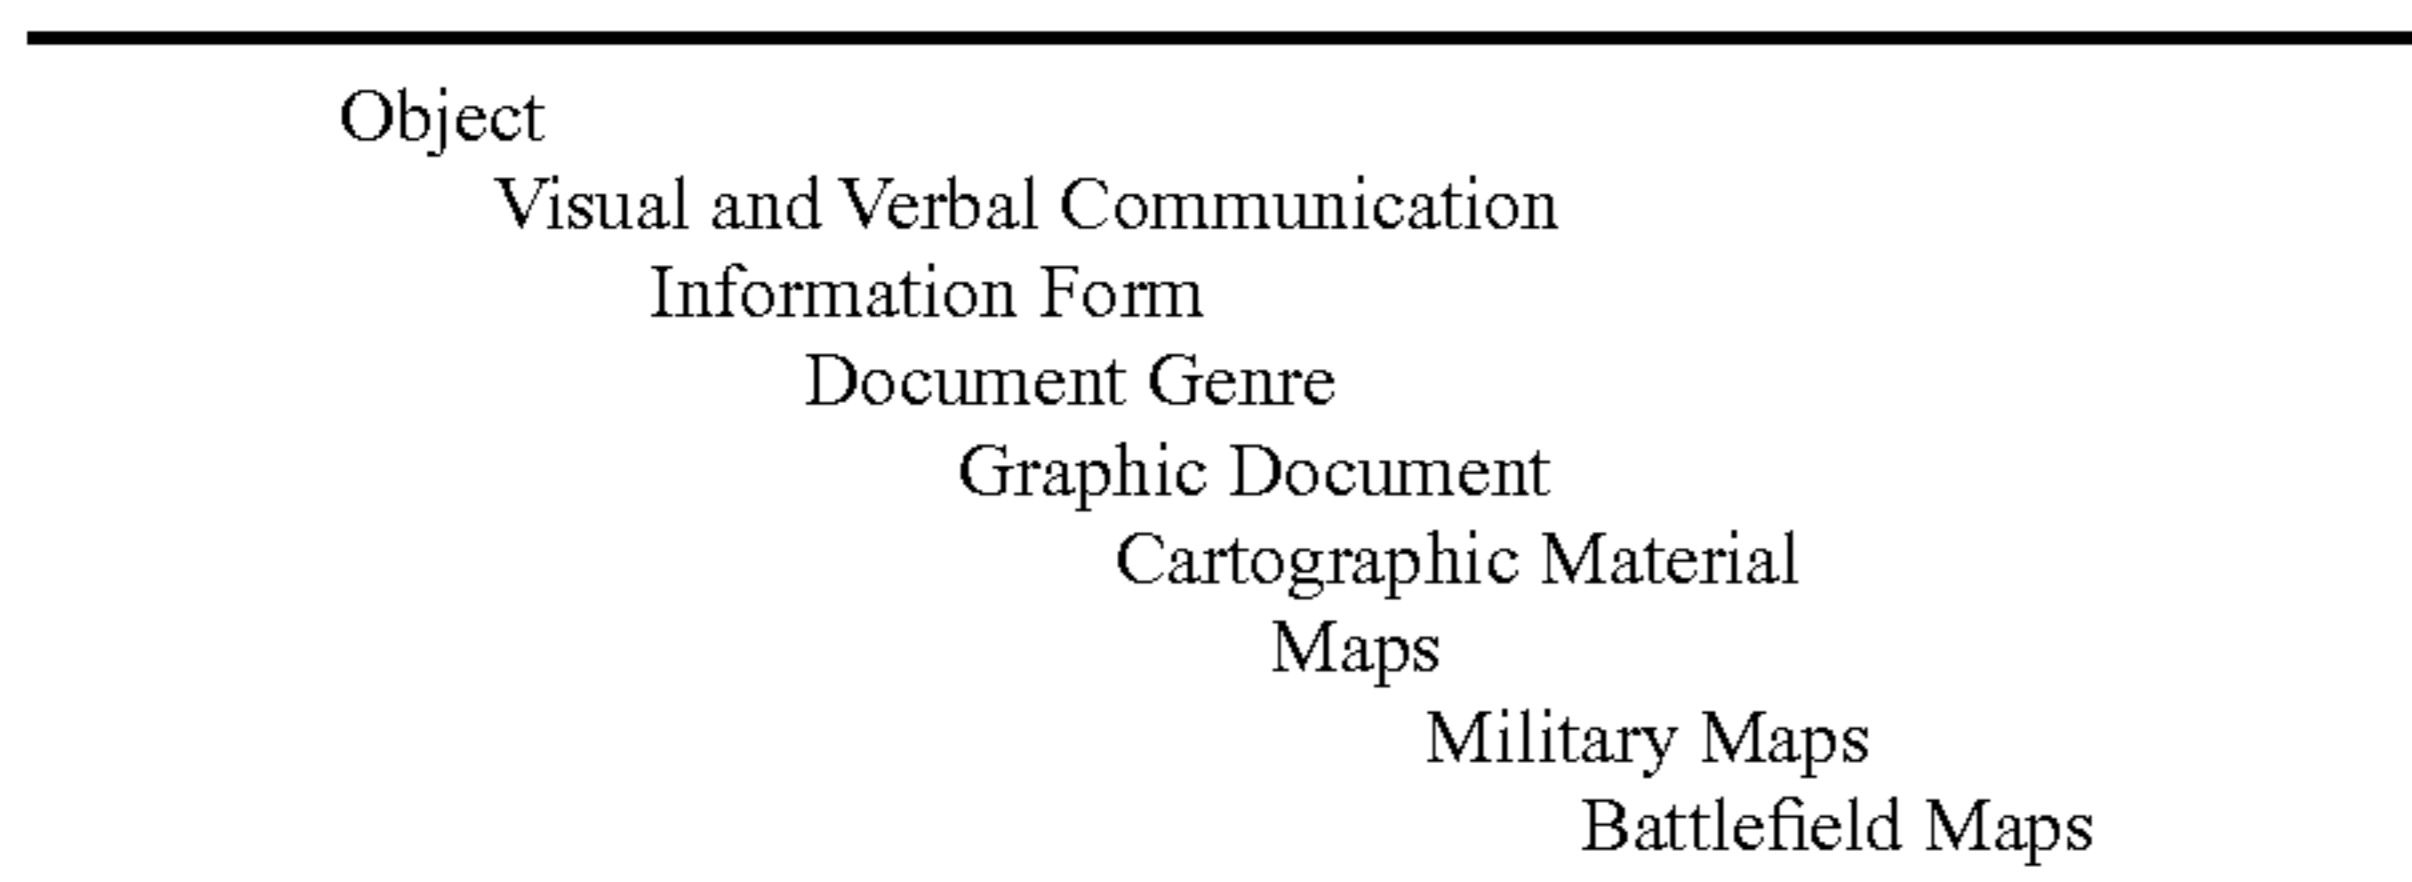 Object
Visual and Verbal Communication
Information Form
Document Genre
Graphic Document
Cartographic Material
Maps
Military Maps
Battlefield Maps